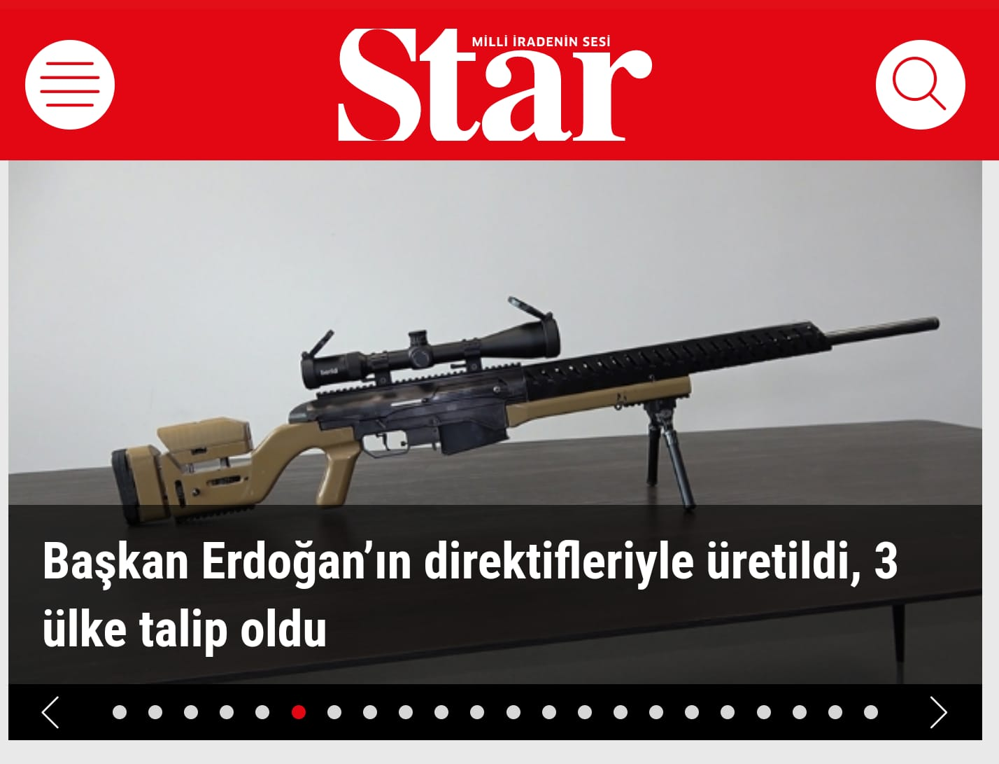 MİLLİ İRADENİN SESİ
Star
Başkan Erdoğan’ın direktifleriyle üretildi, 3
ülke talip oldu